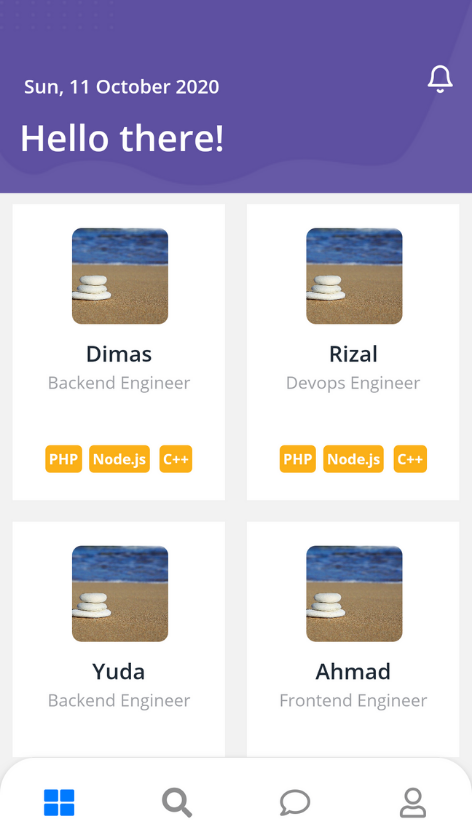 Sun, 11 October 2020
Hello there!
Dimas
Backend Engineer
PHP Node.js C++
Rizal
Devops Engineer
PHP Node.js C++
Yuda
Backend Engineer
Ahmad
Frontend Engineer